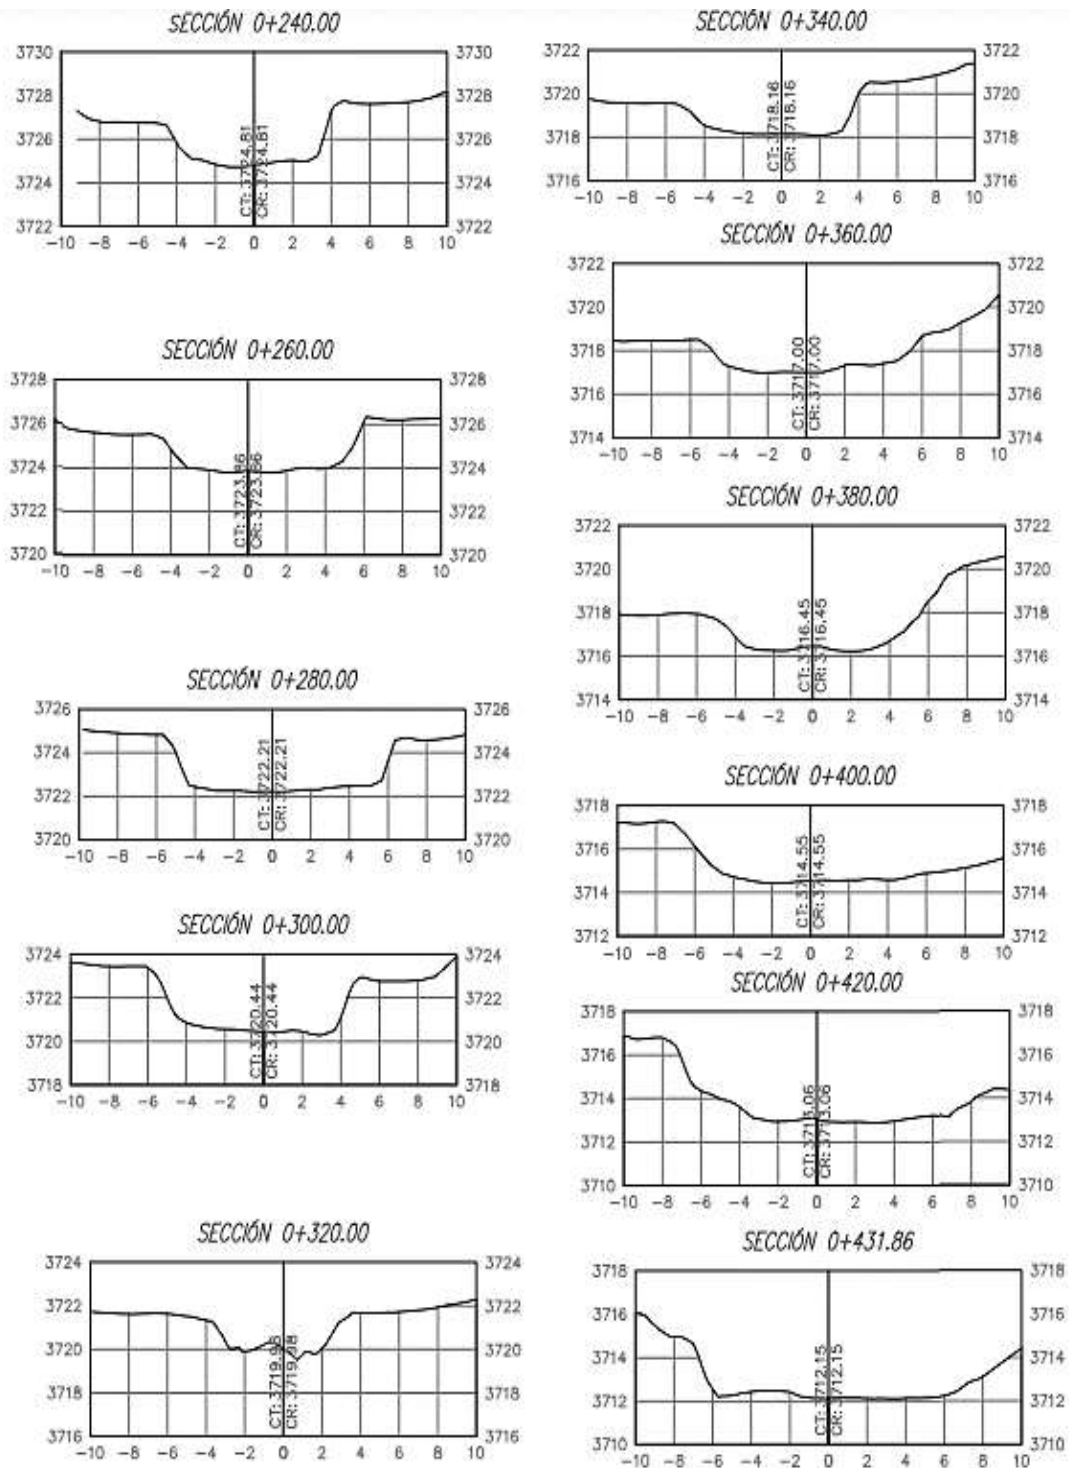 SECCIÓN 0+240.00
3730 3730
3728 3728
3726 3726
3724 3724
3722 3722
CT: 3724.81
CR: 3724.81
-10 -8 -6 -4 -2 0 2 4 6 8 10
SECCIÓN 0+260.00
3728 3728
3726 3726
3724 3724
3722 3722
3720 3720
CT: 3723.86
CR: 3723.86
-10 -8 -6 -4 -2 0 2 4 6 8 10
SECCIÓN 0+280.00
3726 3726
3724 3724
3722 3722
3720 3720
CT: 3722.21
CR: 3722.21
-10 -8 -6 -4 -2 0 2 4 6 8 10
SECCIÓN 0+300.00
3724 3724
3722 3722
3720 3720
3718 3718
CT: 3720.44
CR: 3720.44
-10 -8 -6 -4 -2 0 2 4 6 8 10
SECCIÓN 0+320.00
3724 3724
3722 3722
3720 3720
3718 3718
3716 3716
CT: 3719.98
CR: 3719.98
-10 -8 -6 -4 -2 0 2 4 6 8 10
SECCIÓN 0+340.00
3722 3722
3720 3720
3718 3718
3716 3716
CT: 3718.16
CR: 3718.16
-10 -8 -6 -4 -2 0 2 4 6 8 10
SECCIÓN 0+360.00
3722 3722
3720 3720
3718 3718
3716 3716
3714 3714
CT: 3717.00
CR: 3717.00
-10 -8 -6 -4 -2 0 2 4 6 8 10
SECCIÓN 0+380.00
3722 3722
3720 3720
3718 3718
3716 3716
3714 3714
CT: 3716.45
CR: 3716.45
-10 -8 -6 -4 -2 0 2 4 6 8 10
SECCIÓN 0+400.00
3718 3718
3716 3716
3714 3714
3712 3712
CT: 3714.55
CR: 3714.55
-10 -8 -6 -4 -2 0 2 4 6 8 10
SECCIÓN 0+420.00
3718 3718
3716 3716
3714 3714
3712 3712
3710 3710
CT: 3713.06
CR: 3713.06
-10 -8 -6 -4 -2 0 2 4 6 8 10
SECCIÓN 0+431.86
3718 3718
3716 3716
3714 3714
3712 3712
3710 3710
CT: 3712.15
CR: 3712.15
-10 -8 -6 -4 -2 0 2 4 6 8 10